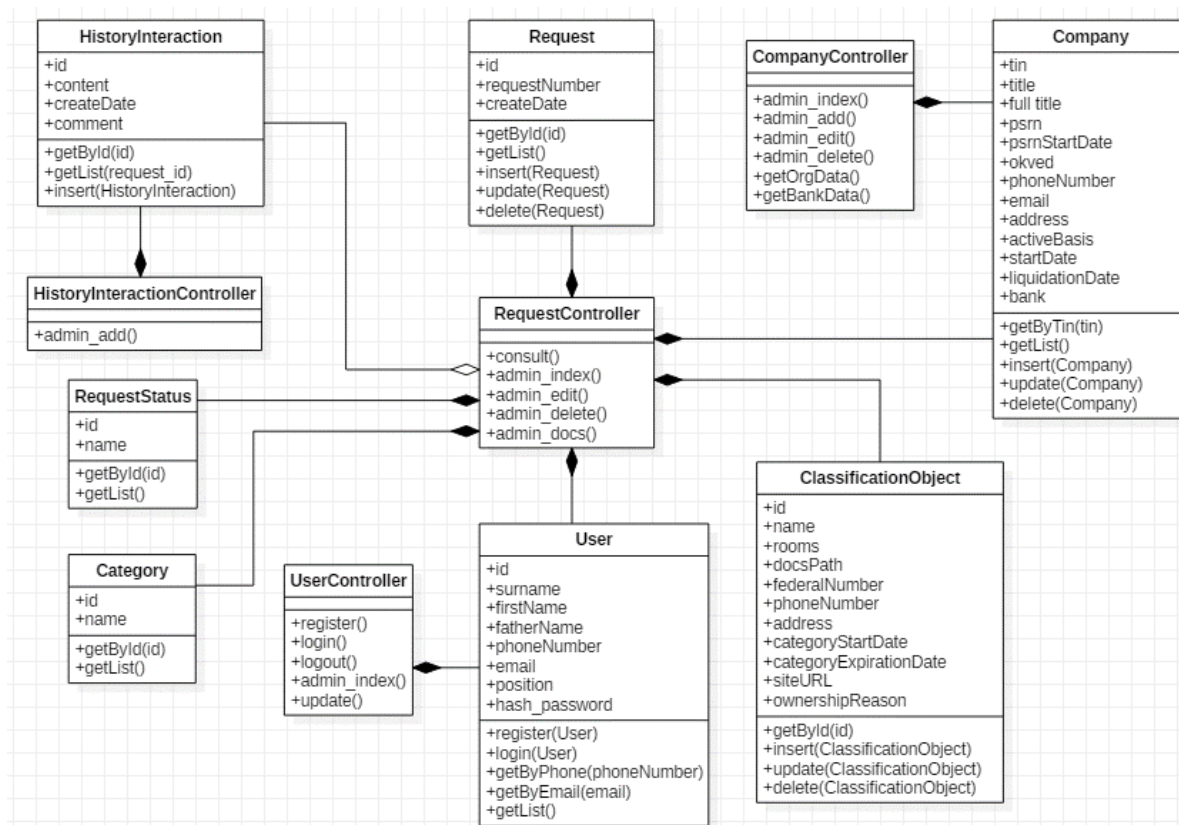 HistoryInteraction
+id
+content
+createDate
+comment
+getById(id)
+getList(request_id)
+insert(HistoryInteraction)
Request
+id
+requestNumber
+createDate
+getById(id)
+getList()
+insert(Request)
+update(Request)
+delete(Request)
CompanyController
+admin_index()
+admin_add()
+admin_edit()
+admin_delete()
+getOrgData()
+getBankData()
Company
+tin
+title
+full title
+psrn
+psrnStartDate
+okved
+phoneNumber
+email
+address
+activeBasis
+startDate
+liquidationDate
+bank
+getByTin(tin)
+getList()
+insert(Company)
+update(Company)
+delete(Company)
HistoryInteractionController
+admin_add()
RequestController
+consult()
+admin_index()
+admin_edit()
+admin_delete()
+admin_docs()
RequestStatus
+id
+name
+getById(id)
+getList()
Category
+id
+name
+getById(id)
+getList()
UserController
+register()
+login()
+logout()
+admin_index()
+update()
User
+id
+surname
+firstName
+fatherName
+phoneNumber
+email
+position
+hash_password
+register(User)
+login(User)
+getByPhone(phoneNumber)
+getByEmail(email)
+getList()
ClassificationObject
+id
+name
+rooms
+docsPath
+federalNumber
+phoneNumber
+address
+categoryStartDate
+categoryExpirationDate
+siteURL
+ownershipReason
+getById(id)
+insert(ClassificationObject)
+update(ClassificationObject)
+delete(ClassificationObject)